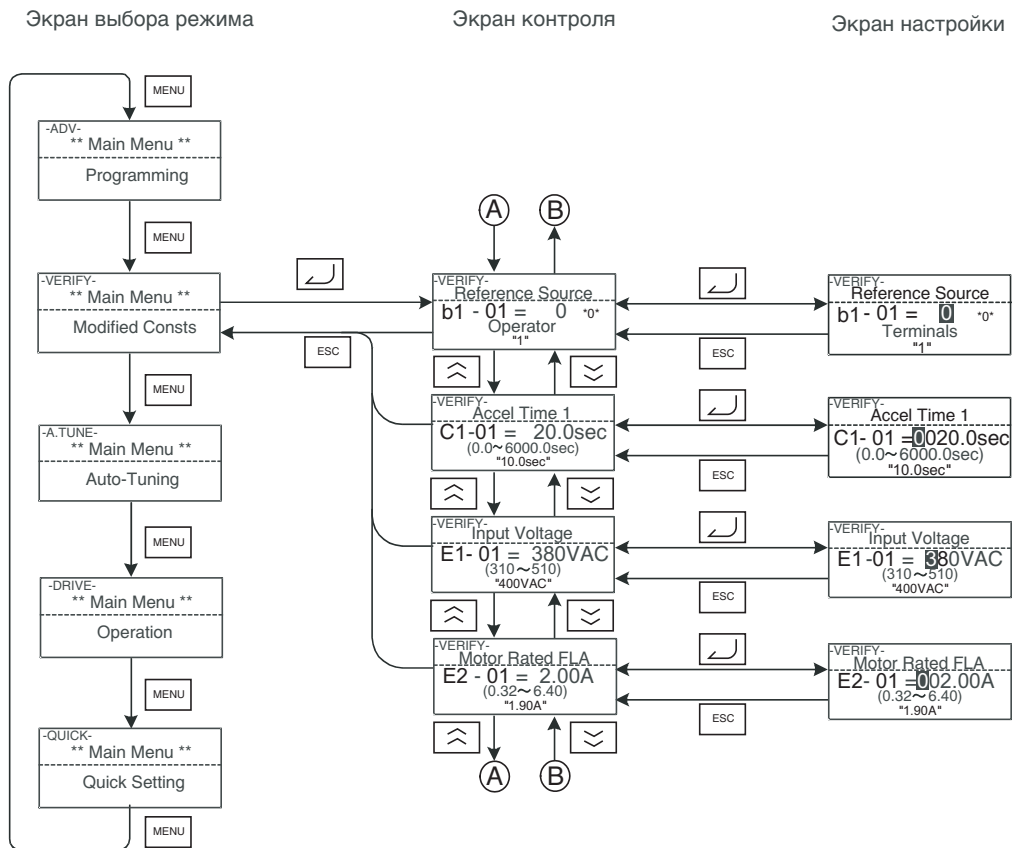 Экран выбора режима
Экран контроля
Экран настройки
MENU
-ADV-
** Main Menu **
Programming
MENU
-VERIFY-
** Main Menu **
Modified Consts
MENU
-A.TUNE-
** Main Menu **
Auto-Tuning
MENU
-DRIVE-
** Main Menu **
Operation
MENU
-QUICK-
** Main Menu **
Quick Setting
MENU
ESC
A B
-VERIFY-
Reference Source
b1 - 01 = 0 *0*
Operator
"1"
-VERIFY-
Accel Time 1
C1-01 = 20.0sec
(0.0~6000.0sec)
"10.0sec"
-VERIFY-
Input Voltage
E1- 01 = 380VAC
(310~510)
"400VAC"
-VERIFY-
Motor Rated FLA
E2 - 01 = 2.00A
(0.32~6.40)
"1.90A"
A B
ESC
ESC
ESC
ESC
-VERIFY-
Reference Source
b1- 01 = 0 *0*
Terminals
"1"
-VERIFY-
Accel Time 1
C1- 01 =0020.0sec
(0.0~6000.0sec)
"10.0sec"
-VERIFY-
Input Voltage
E1-01 = 380VAC
(310~510)
"400VAC"
-VERIFY-
Motor Rated FLA
E2- 01 =002.00A
(0.32~6.40)
"1.90A"